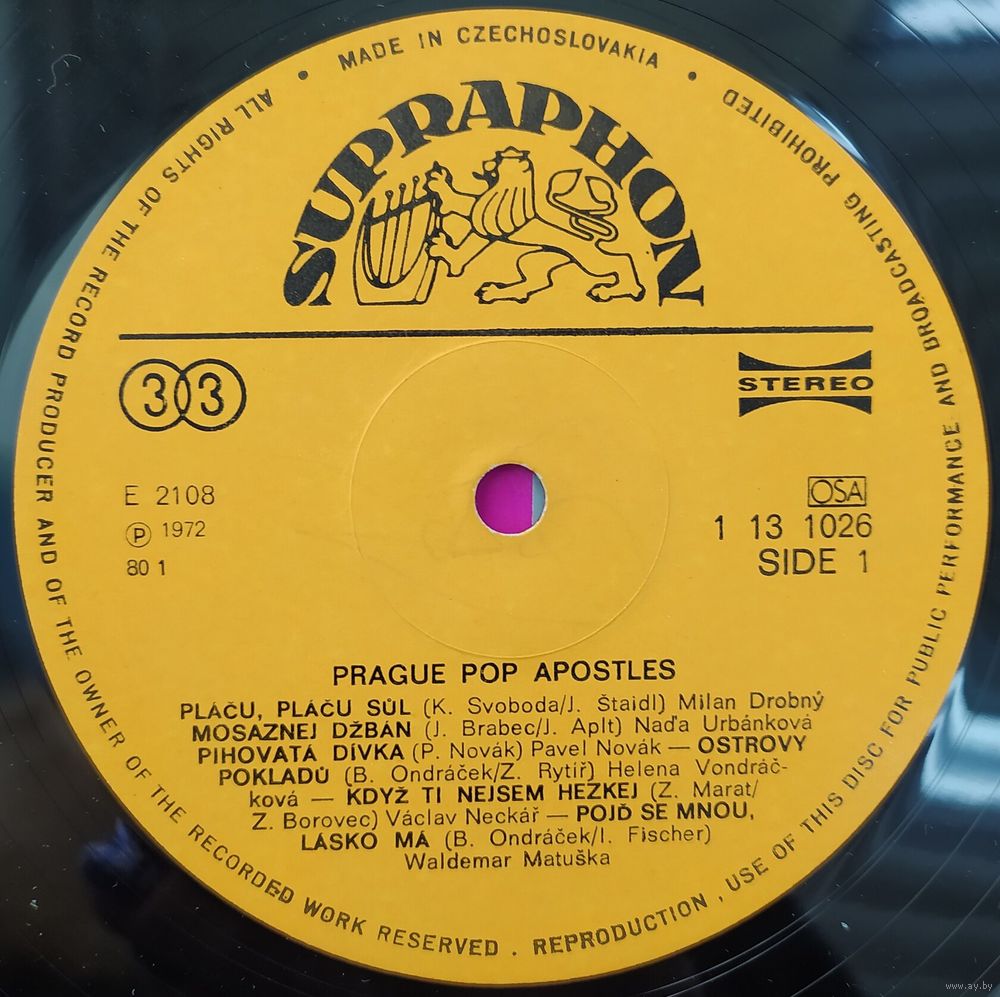 • MADE IN CZECHOSLOVAKIA •
SUPRAPHON
33
STEREO
E 2108
Ⓟ 1972
80 1
OSA
1 13 1026
SIDE 1
PRAGUE POP APOSTLES
PLÁČU, PLÁČU SŮL (K. Svoboda/J. Štaidl) Milan Drobný
MOSAZNEJ DŽBÁN (J. Brabec/J. Aplt) Naďa Urbánková
PIHOVATÁ DÍVKA (P. Novák) Pavel Novák — OSTROVY
POKLADŮ (B. Ondráček/Z. Rytíř) Helena Vondráč-
ková — KDYŽ TI NEJSEM HEZKEJ (Z. Marat/
Z. Borovec) Václav Neckář — POJĎ SE MNOU,
LÁSKO MÁ (B. Ondráček/I. Fischer)
Waldemar Matuška
ALL RIGHTS OF THE RECORD PRODUCER AND OF THE OWNER OF THE RECORDED WORK RESERVED . REPRODUCTION , USE OF THIS DISC FOR PUBLIC PERFORMANCE AND BROADCASTING PROHIBITED
www.ay.by